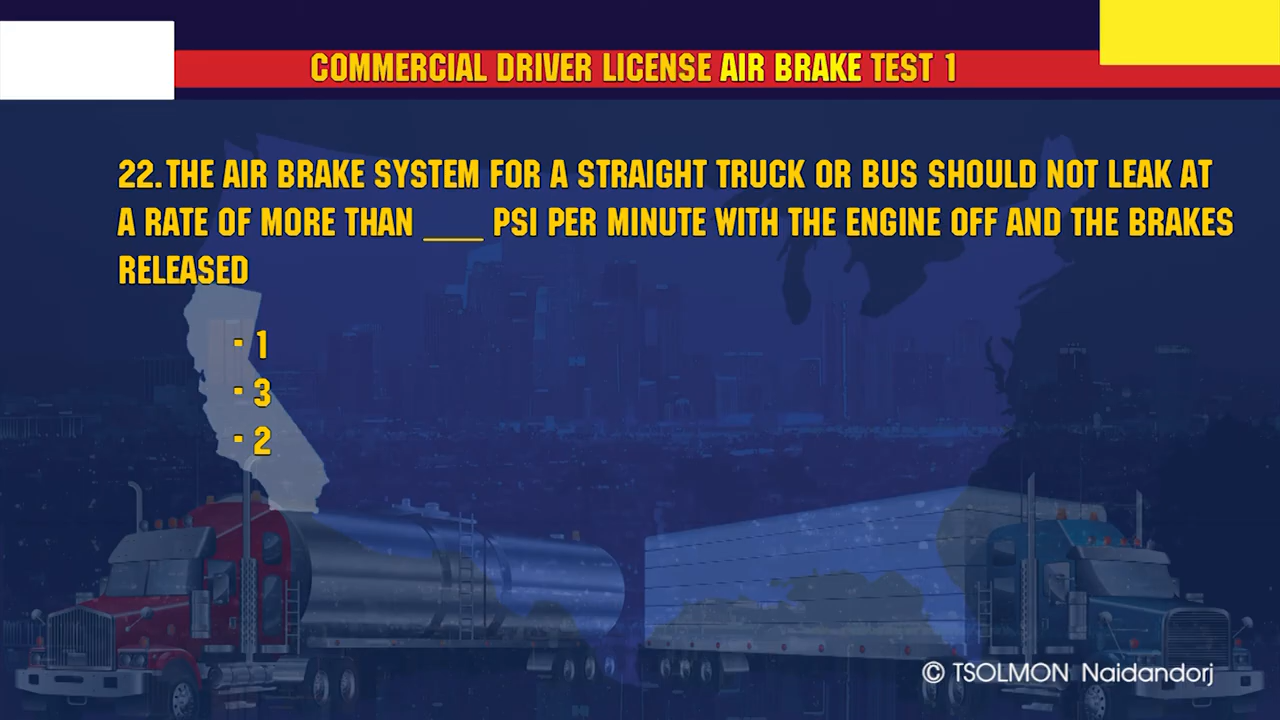 COMMERCIAL DRIVER LICENSE AIR BRAKE TEST 1
22.THE AIR BRAKE SYSTEM FOR A STRAIGHT TRUCK OR BUS SHOULD NOT LEAK AT
A RATE OF MORE THAN ____ PSI PER MINUTE WITH THE ENGINE OFF AND THE BRAKES
RELEASED
- 1
- 3
- 2
© TSOLMON Naidandorj